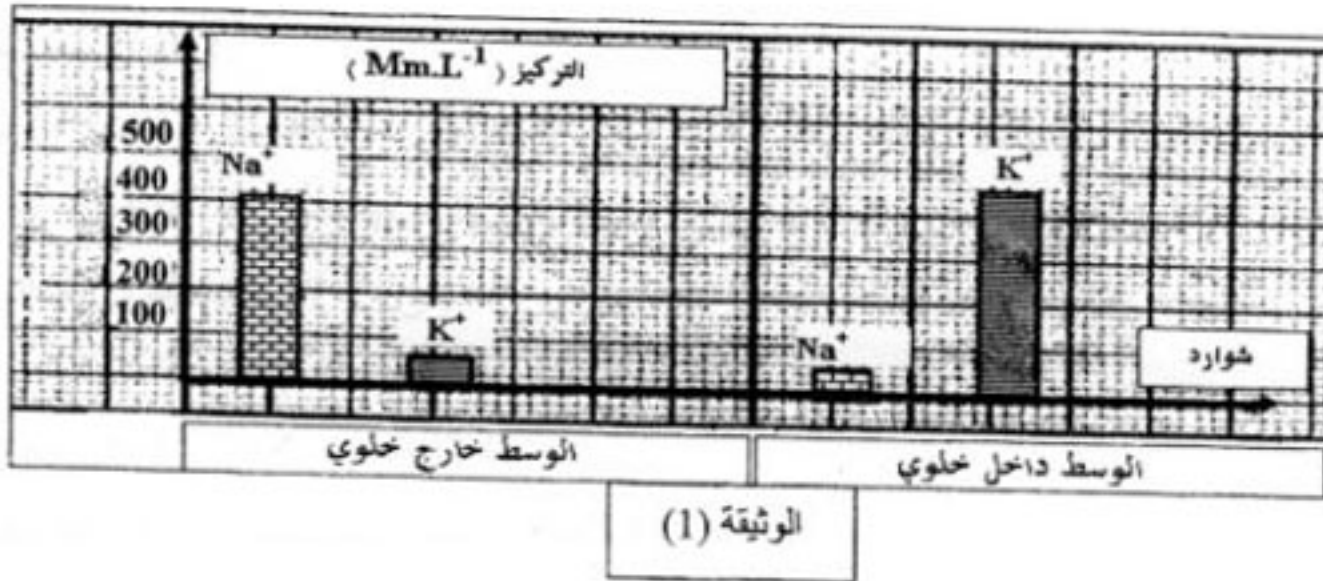 التركيز ( Mm.L⁻¹ )
500
400
300
200
100
Na⁺
K⁺
Na⁺
K⁺
شوارد
الوسط خارج خلوي
الوسط داخل خلوي
الوثيقة (1)